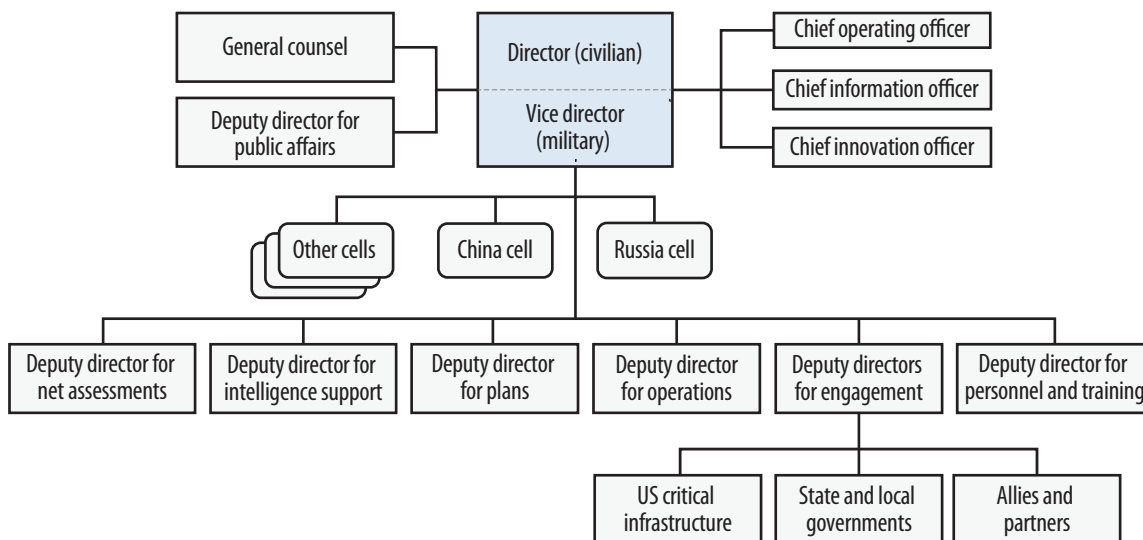 General counsel
Director (civilian)
Chief operating officer
Chief information officer
Deputy director for
public affairs
Vice director
(military)
Chief innovation officer
Other cells
China cell
Russia cell
Deputy director for
net assessments
Deputy director for
intelligence support
Deputy director
for plans
Deputy director
for operations
Deputy directors
for engagement
Deputy director for
personnel and training
US critical
infrastructure
State and local
governments
Allies and
partners